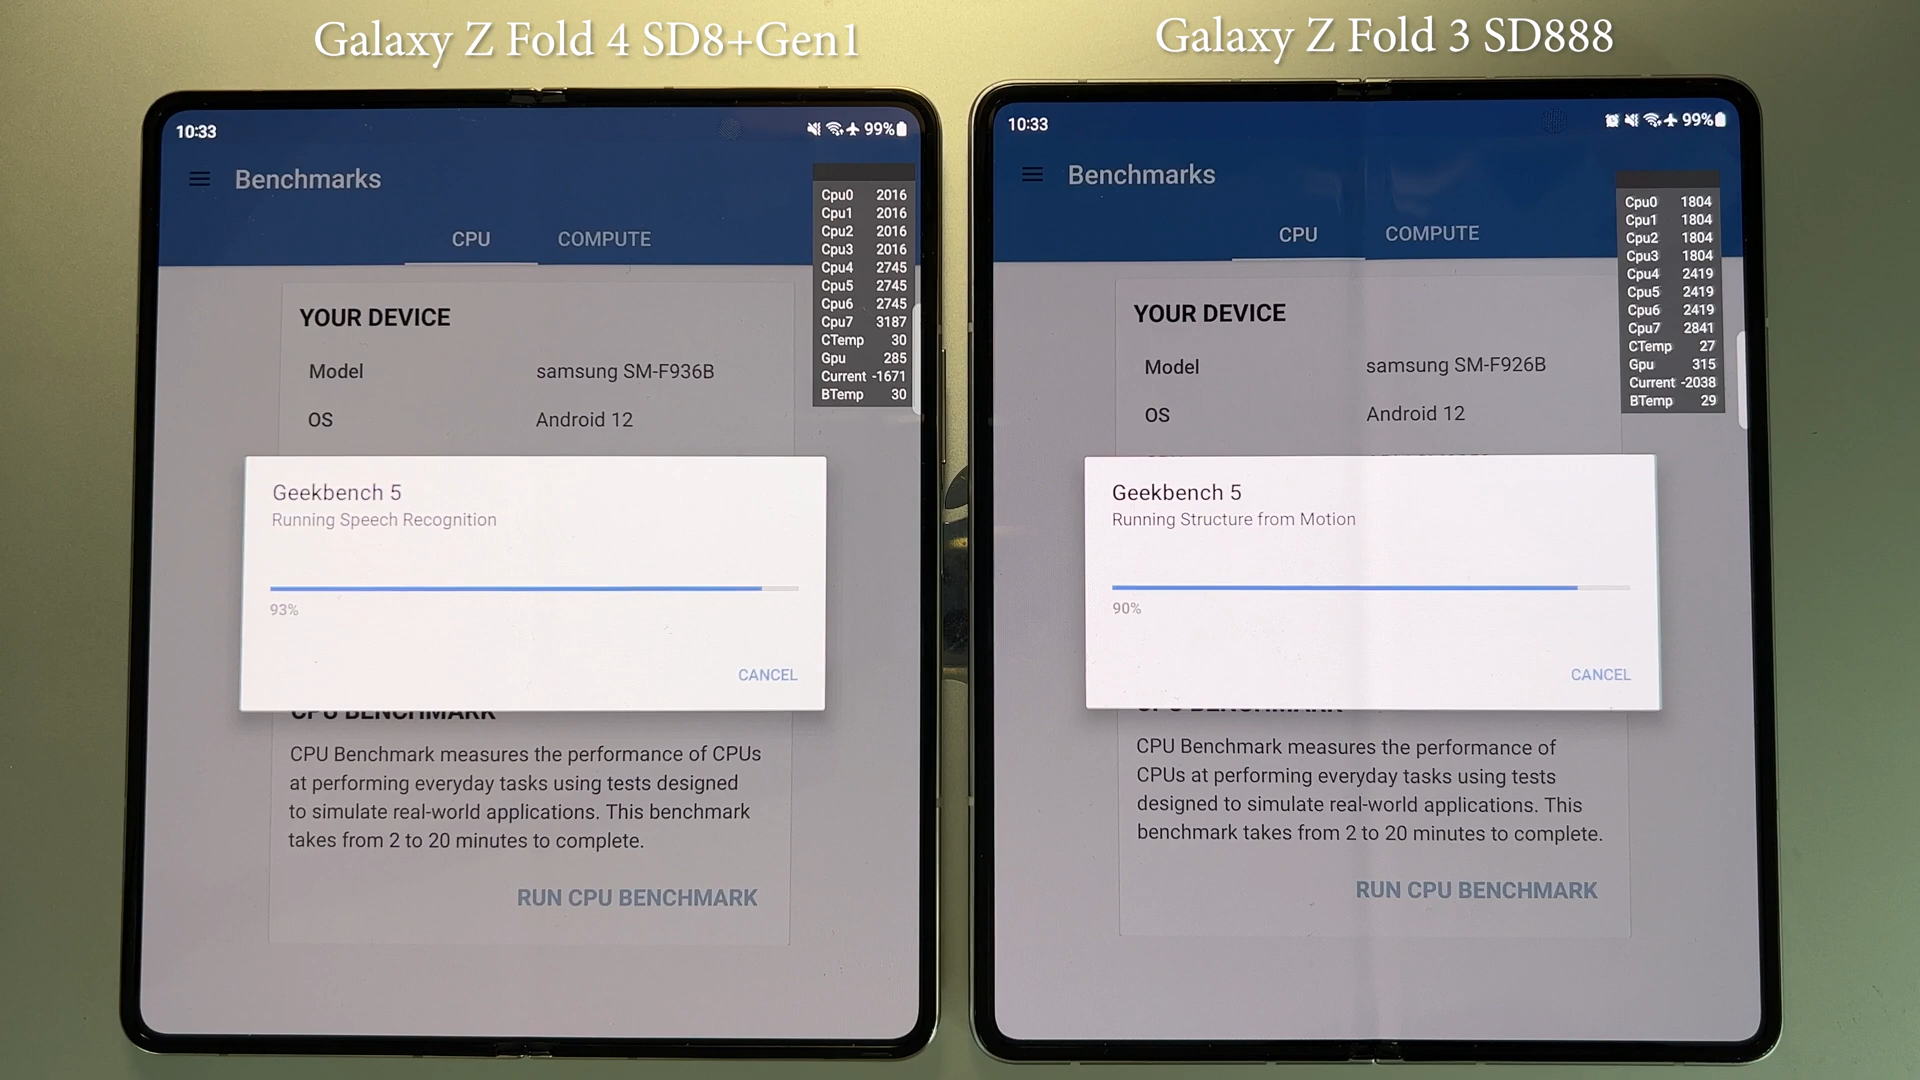 Galaxy Z Fold 4 SD8+Gen1
10:33
99%
Benchmarks
CPU COMPUTE
Cpu0 2016
Cpu1 2016
Cpu2 2016
Cpu3 2016
Cpu4 2745
Cpu5 2745
Cpu6 2745
Cpu7 3187
CTemp 30
Gpu 285
Current -1671
BTemp 30
YOUR DEVICE
Model samsung SM-F936B
OS Android 12
Geekbench 5
Running Speech Recognition
93%
CANCEL
CPU BENCHMARK
CPU Benchmark measures the performance of CPUs
at performing everyday tasks using tests designed
to simulate real-world applications. This benchmark
takes from 2 to 20 minutes to complete.
RUN CPU BENCHMARK
Galaxy Z Fold 3 SD888
10:33
99%
Benchmarks
CPU COMPUTE
Cpu0 1804
Cpu1 1804
Cpu2 1804
Cpu3 1804
Cpu4 2419
Cpu5 2419
Cpu6 2419
Cpu7 2841
CTemp 27
Gpu 315
Current -2038
BTemp 29
YOUR DEVICE
Model samsung SM-F926B
OS Android 12
Geekbench 5
Running Structure from Motion
90%
CANCEL
CPU BENCHMARK
CPU Benchmark measures the performance of
CPUs at performing everyday tasks using tests
designed to simulate real-world applications. This
benchmark takes from 2 to 20 minutes to complete.
RUN CPU BENCHMARK